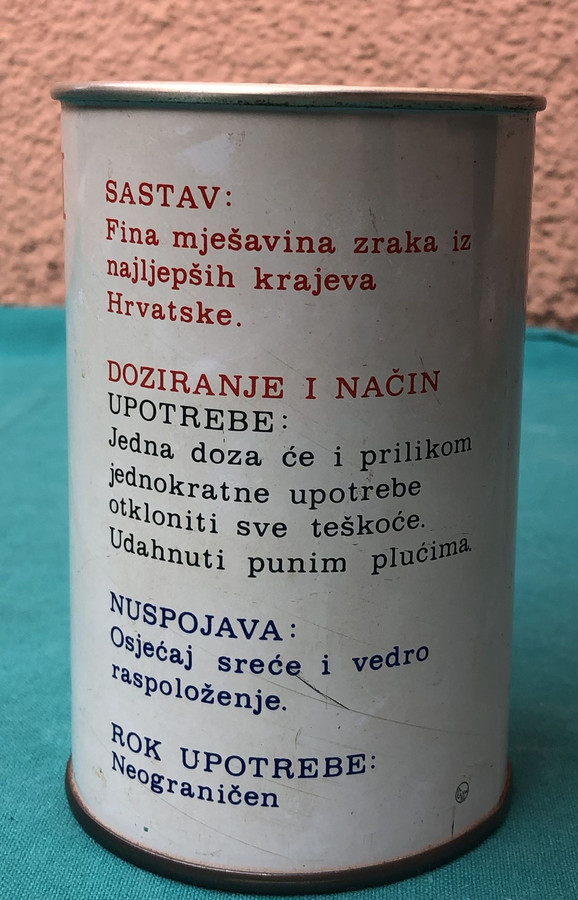 SASTAV:
Fina mješavina zraka iz
najljepših krajeva
Hrvatske.
DOZIRANJE I NAČIN
UPOTREBE:
Jedna doza će i prilikom
jednokratne upotrebe
otkloniti sve teškoće.
Udahnuti punim plućima.
NUSPOJAVA:
Osjećaj sreće i vedro
raspoloženje.
ROK UPOTREBE:
Neograničen